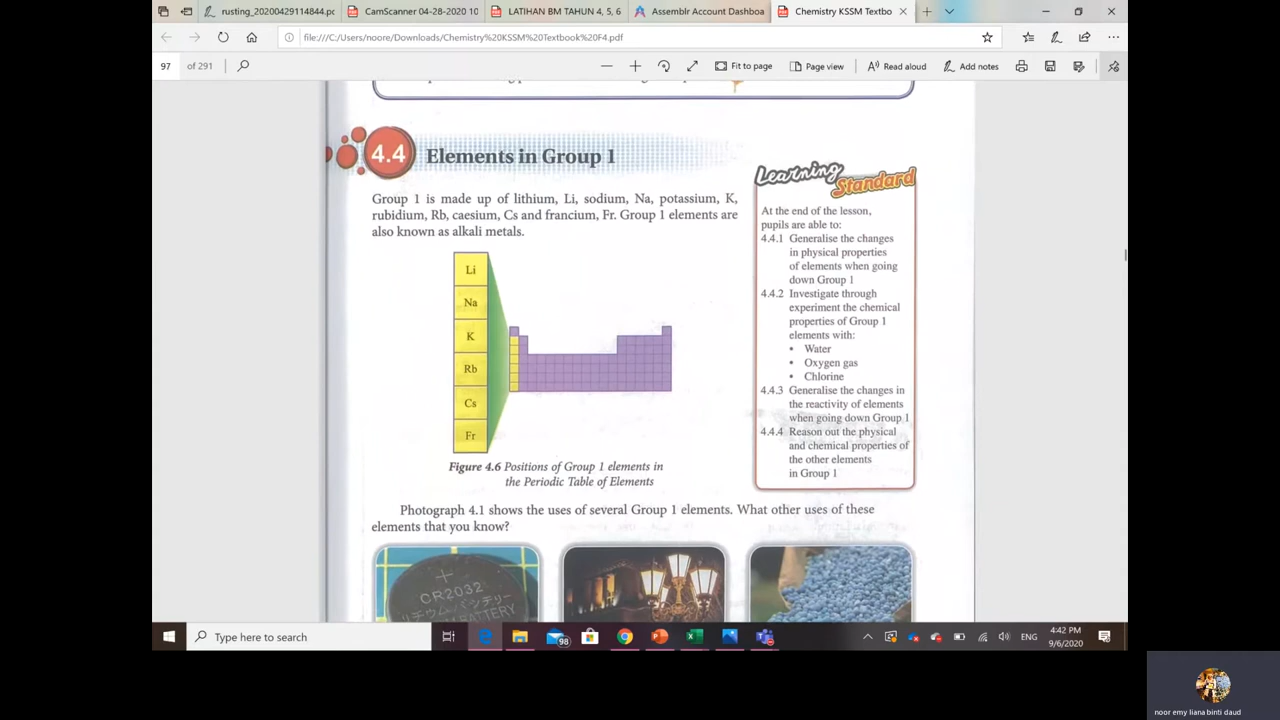 rusting_20200429114844.pc
CamScanner 04-28-2020 10
LATIHAN BM TAHUN 4, 5, 6
Assemblr Account Dashboa
Chemistry KSSM Textbo
file:///C:/Users/noore/Downloads/Chemistry%20KSSM%20Textbook%20F4.pdf
97 of 291
Fit to page
Page view
Read aloud
Add notes
4.4 Elements in Group 1
Group 1 is made up of lithium, Li, sodium, Na, potassium, K,
rubidium, Rb, caesium, Cs and francium, Fr. Group 1 elements are
also known as alkali metals.
Li
Na
K
Rb
Cs
Fr
Figure 4.6 Positions of Group 1 elements in
the Periodic Table of Elements
Learning
Standard
At the end of the lesson,
pupils are able to:
4.4.1 Generalise the changes
in physical properties
of elements when going
down Group 1
4.4.2 Investigate through
experiment the chemical
properties of Group 1
elements with:
• Water
• Oxygen gas
• Chlorine
4.4.3 Generalise the changes in
the reactivity of elements
when going down Group 1
4.4.4 Reason out the physical
and chemical properties of
the other elements
in Group 1
Photograph 4.1 shows the uses of several Group 1 elements. What other uses of these
elements that you know?
+
CR2032
BATTERY
Type here to search
98
ENG
4:42 PM
9/6/2020
noor emy liana binti daud